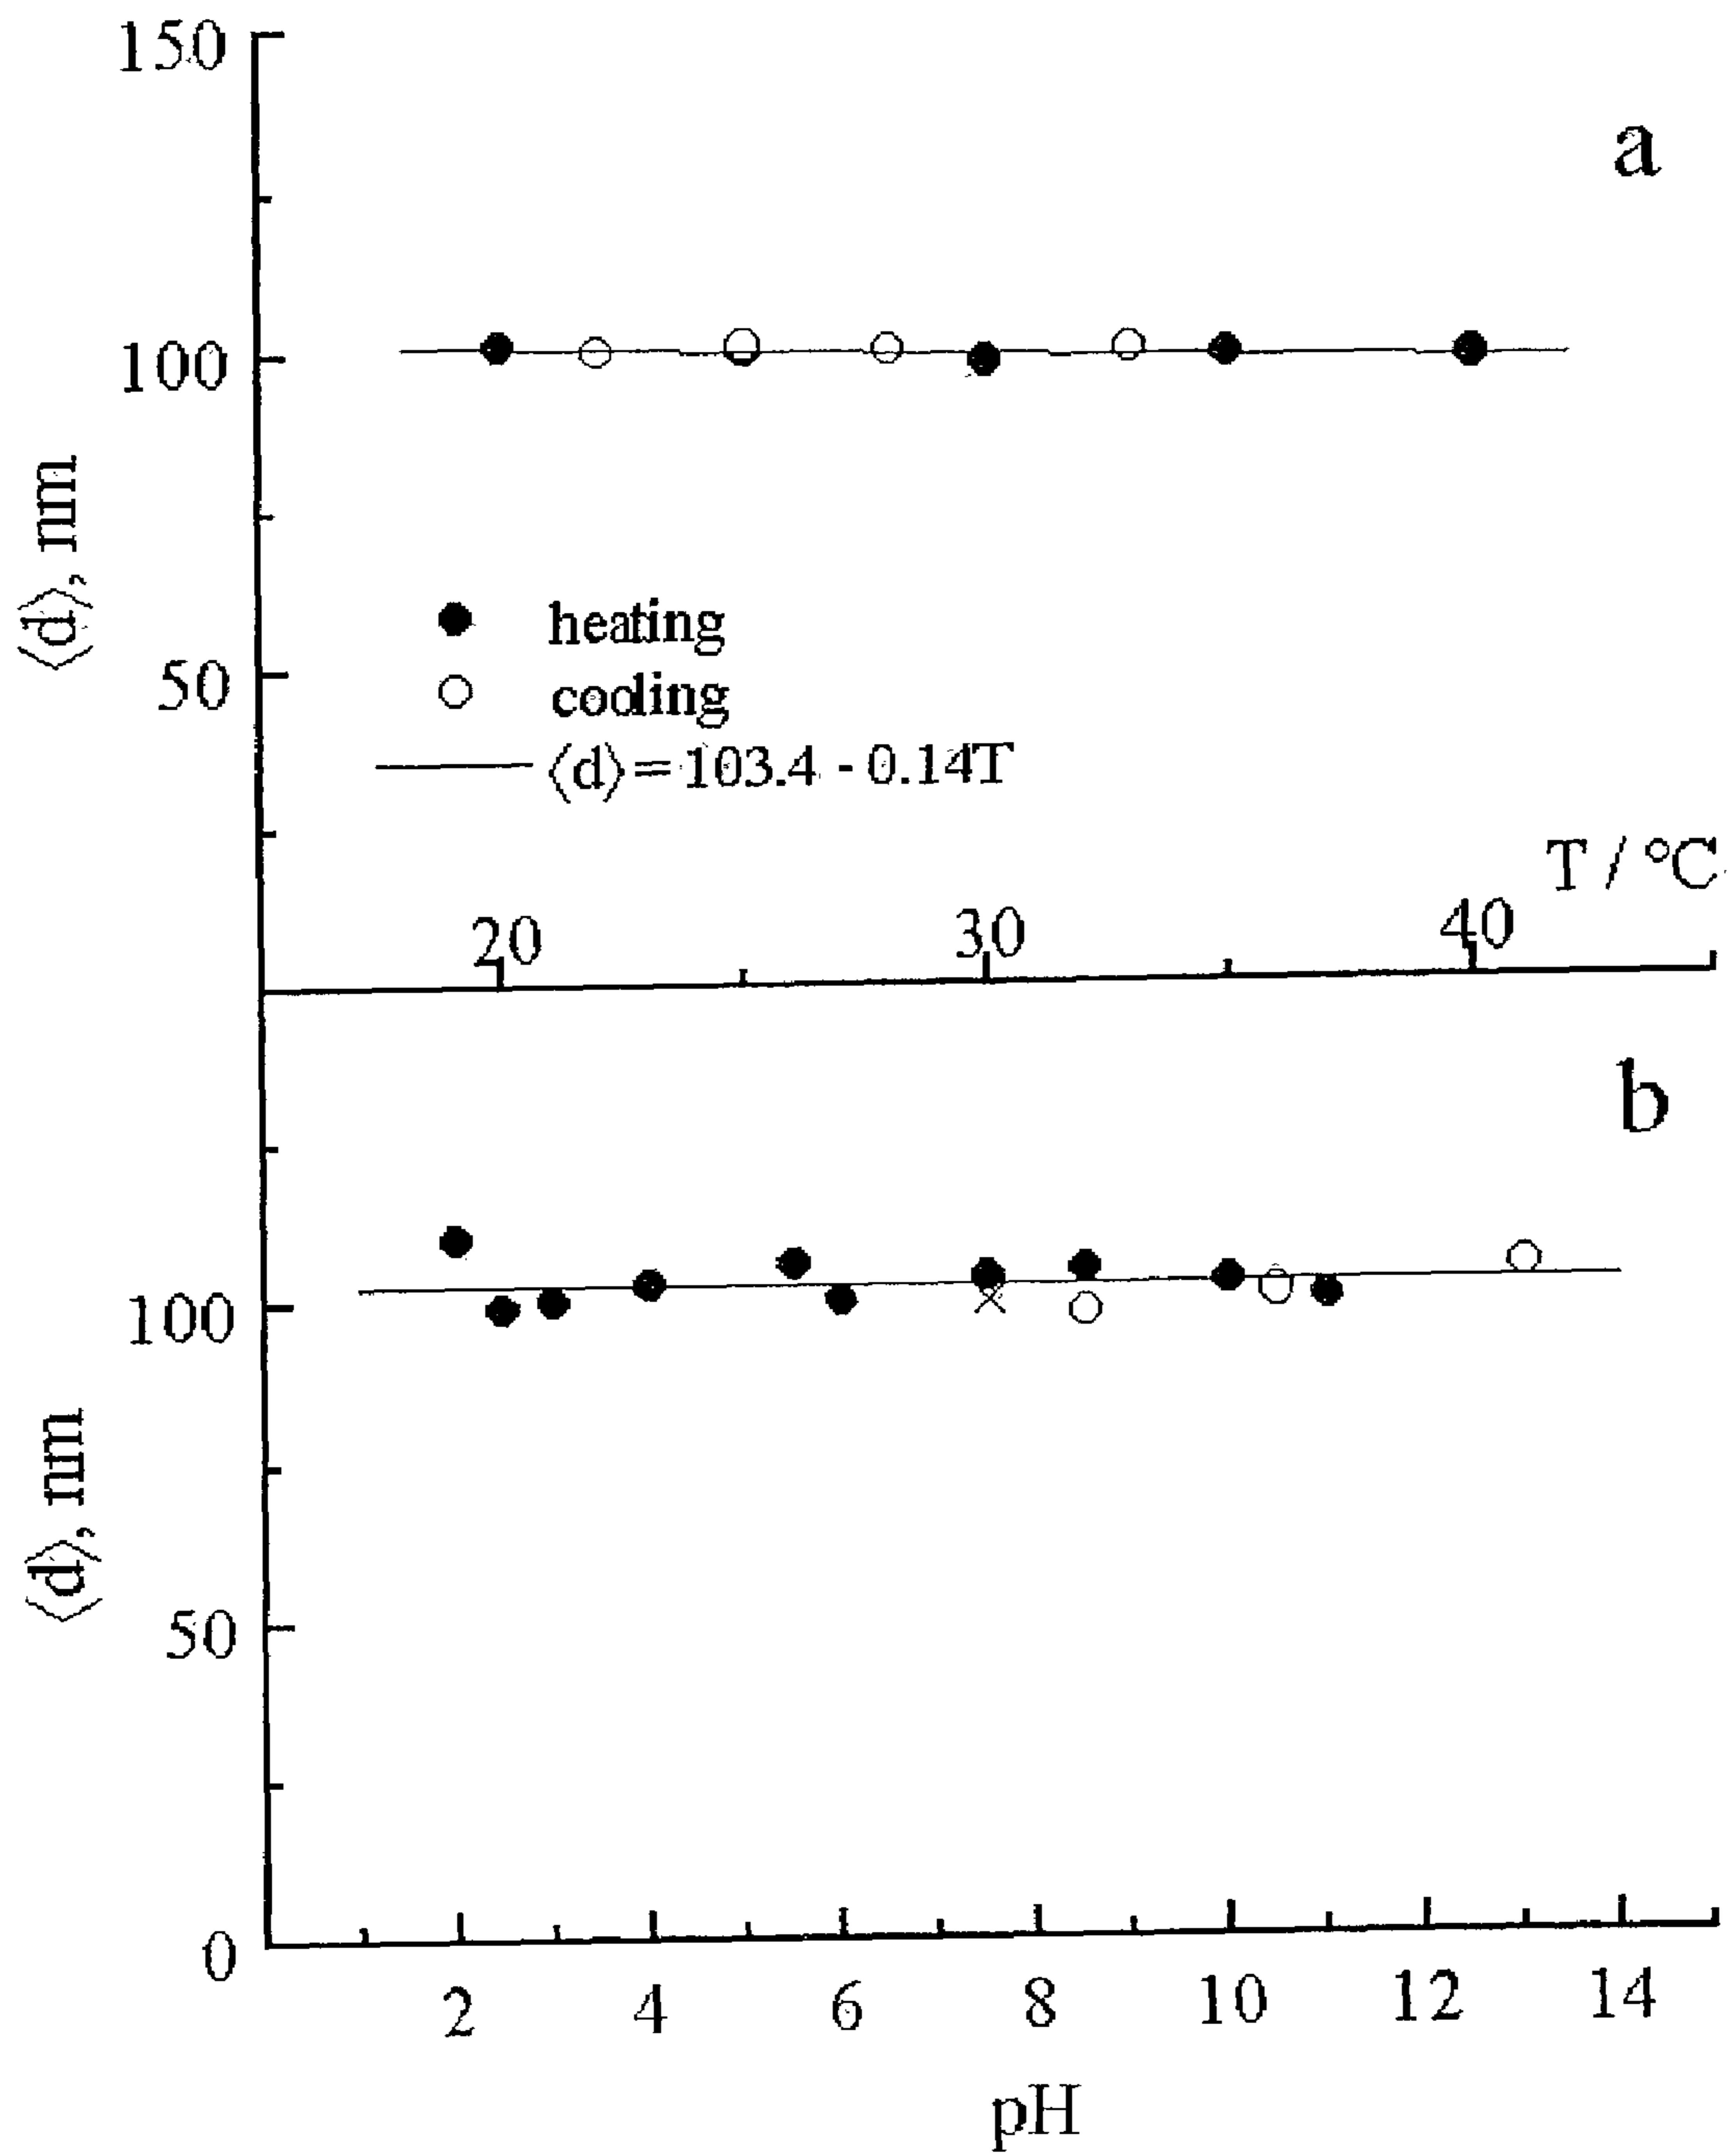 150
a
100
⟨d⟩, nm
50
heating
cooling
⟨d⟩ = 103.4 - 0.14T
T / °C
20 30 40
b
100
⟨d⟩, nm
50
0
2 4 6 8 10 12 14
pH